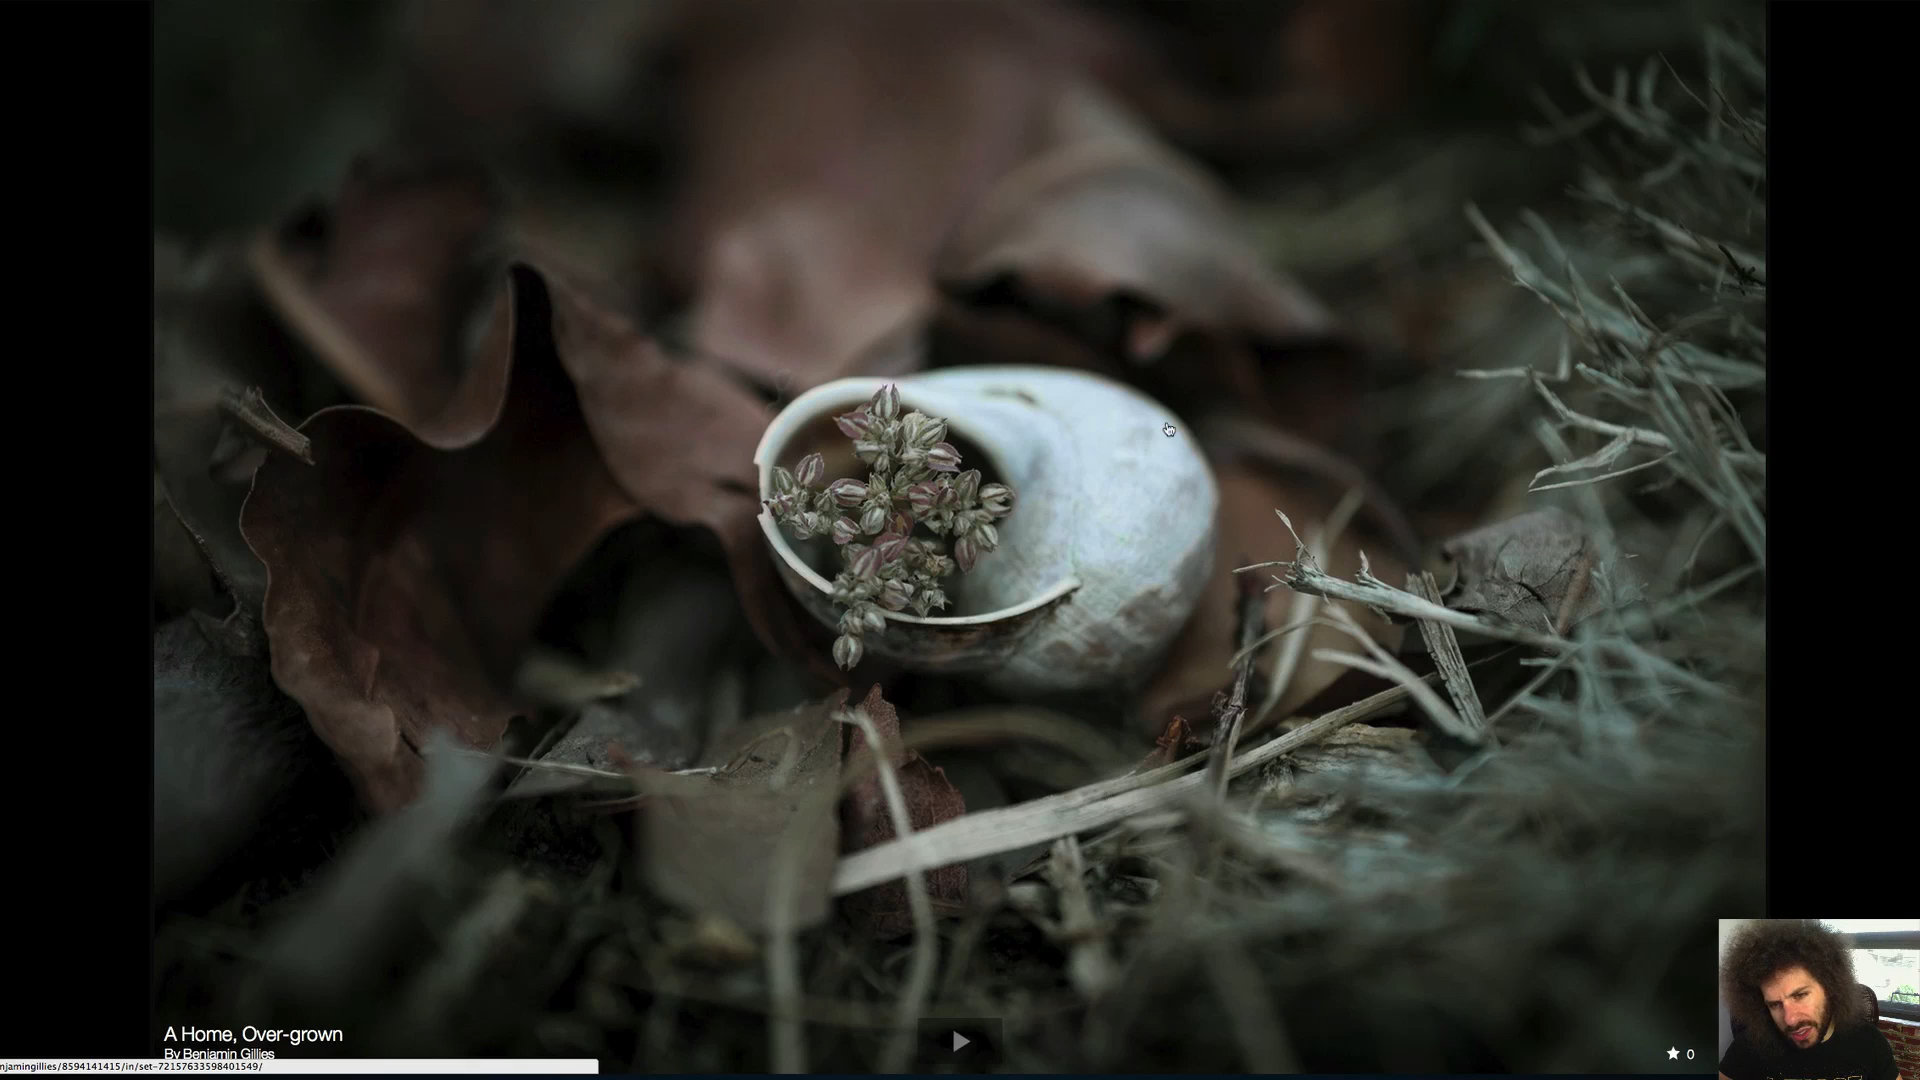 A Home, Over-grown
By Benjamin Gillies
njamingillies/8594141415/in/set-72157633598401549/
0